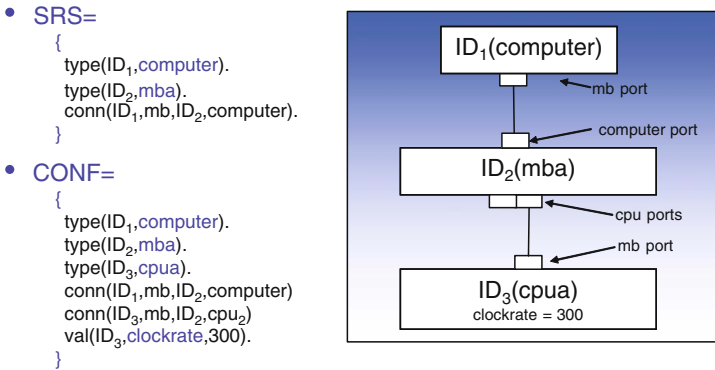 • SRS=
{
type(ID₁,computer).
type(ID₂,mba).
conn(ID₁,mb,ID₂,computer).
}
• CONF=
{
type(ID₁,computer).
type(ID₂,mba).
type(ID₃,cpua).
conn(ID₁,mb,ID₂,computer)
conn(ID₃,mb,ID₂,cpu₂)
val(ID₃,clockrate,300).
}
ID₁(computer)
mb port
computer port
ID₂(mba)
cpu ports
mb port
ID₃(cpua)
clockrate = 300